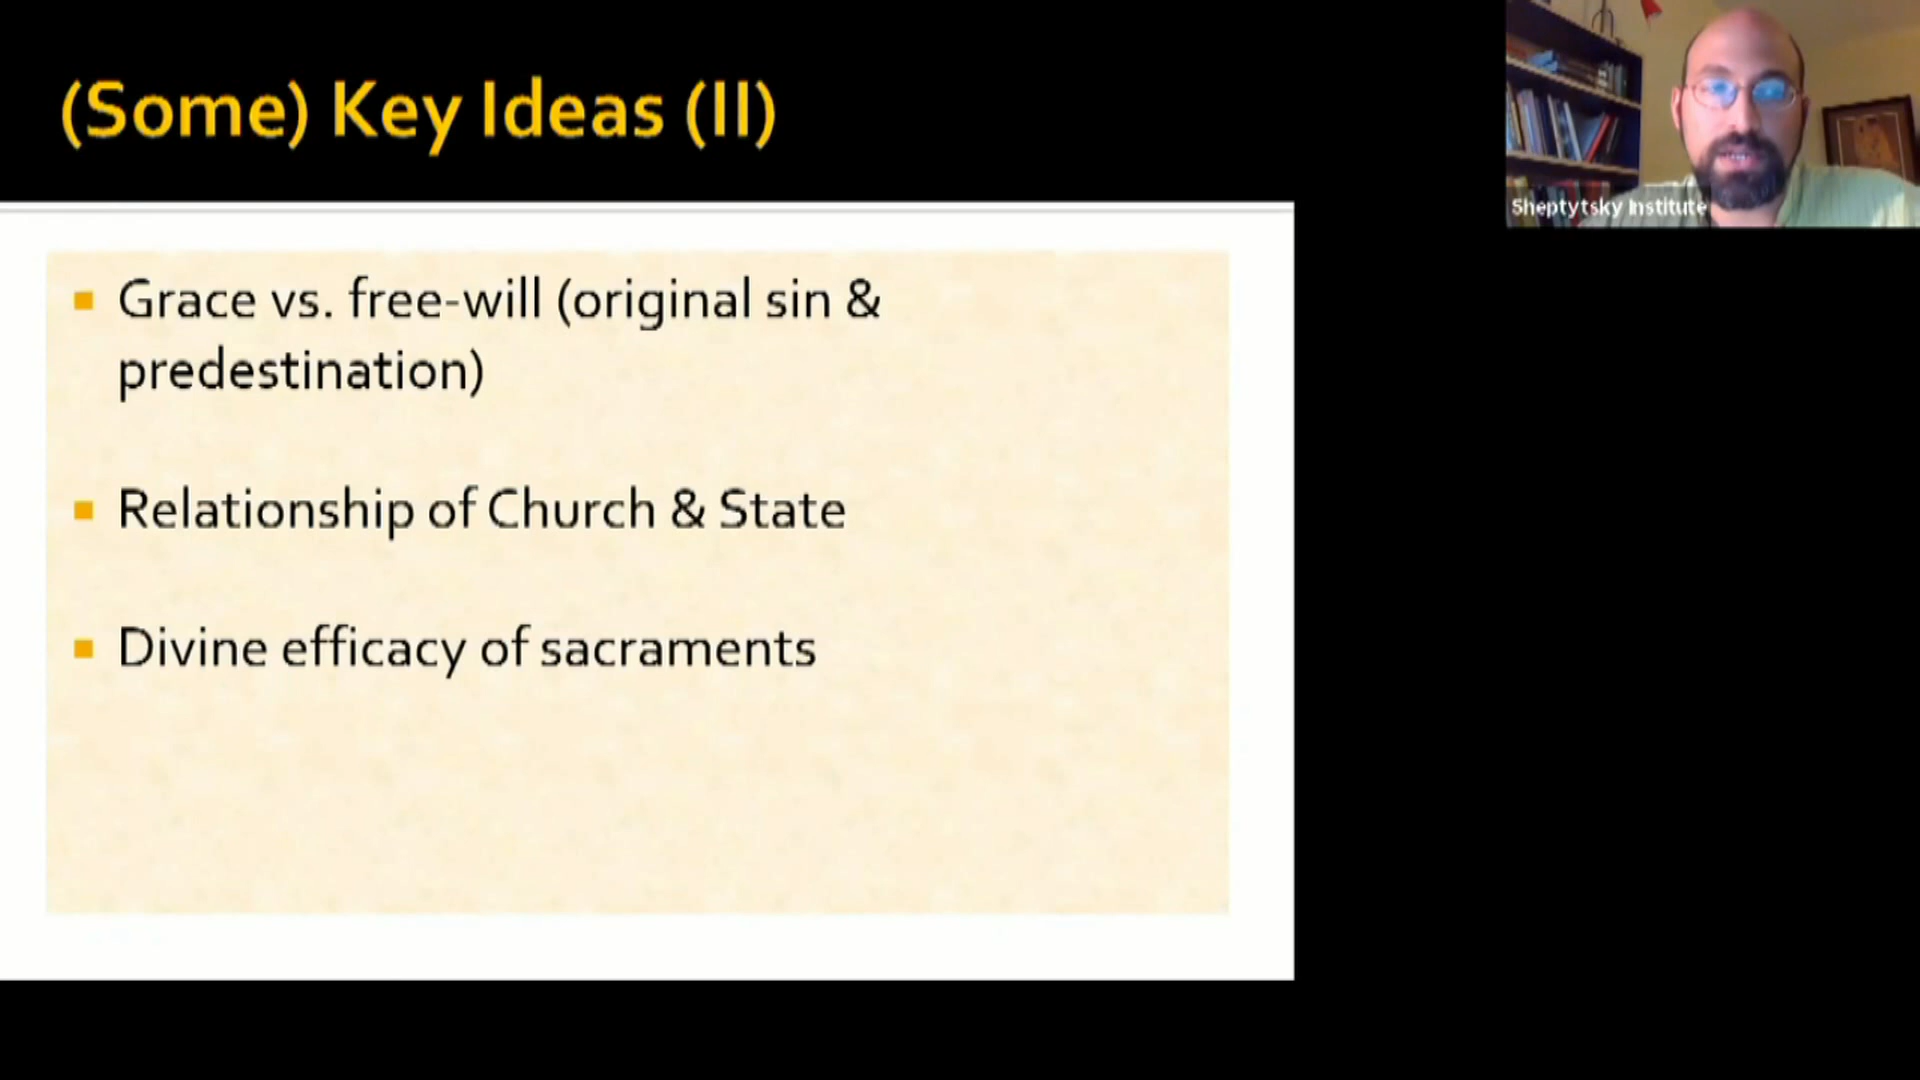 (Some) Key Ideas (II)
Sheptytsky Institute
Grace vs. free-will (original sin &
predestination)
Relationship of Church & State
Divine efficacy of sacraments